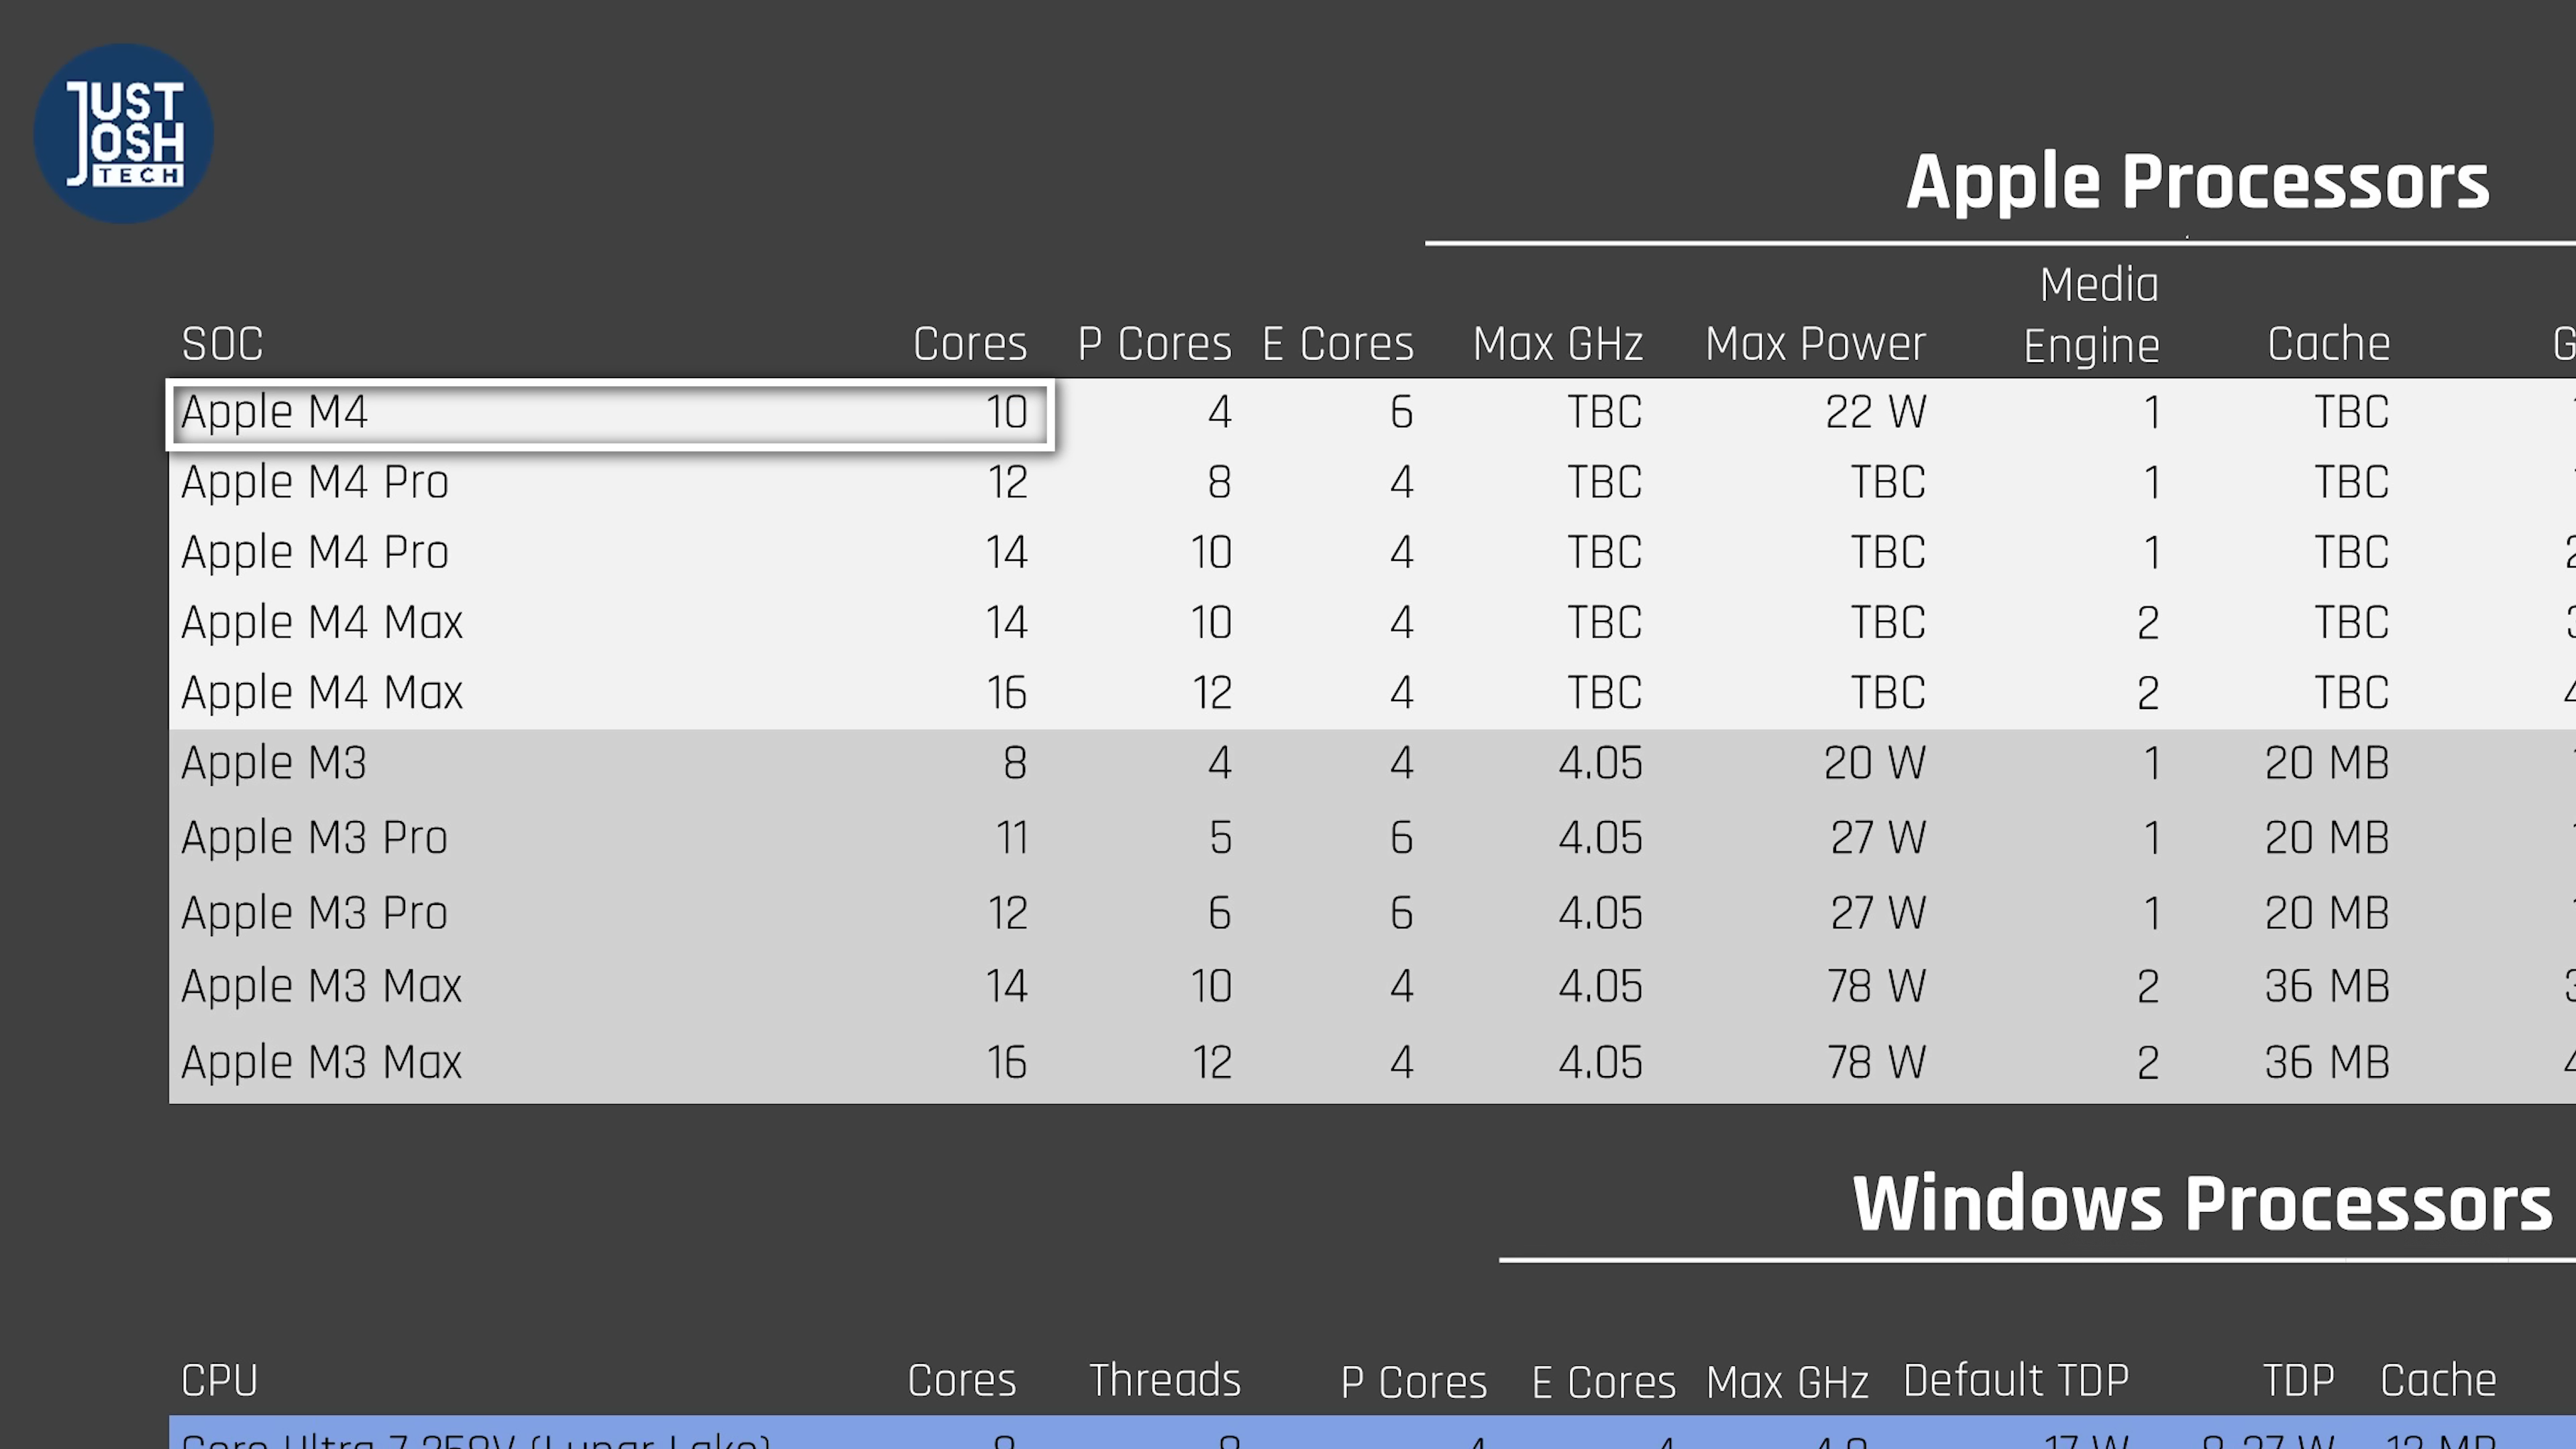 JUST
OSH
TECH
Apple Processors
SOC Cores P Cores E Cores Max GHz Max Power Media Engine Cache
Apple M4 10 4 6 TBC 22 W 1 TBC
Apple M4 Pro 12 8 4 TBC TBC 1 TBC
Apple M4 Pro 14 10 4 TBC TBC 1 TBC
Apple M4 Max 14 10 4 TBC TBC 2 TBC
Apple M4 Max 16 12 4 TBC TBC 2 TBC
Apple M3 8 4 4 4.05 20 W 1 20 MB
Apple M3 Pro 11 5 6 4.05 27 W 1 20 MB
Apple M3 Pro 12 6 6 4.05 27 W 1 20 MB
Apple M3 Max 14 10 4 4.05 78 W 2 36 MB
Apple M3 Max 16 12 4 4.05 78 W 2 36 MB
Windows Processors
CPU Cores Threads P Cores E Cores Max GHz Default TDP TDP Cache
Core Ultra 7 (Lunar Lake)